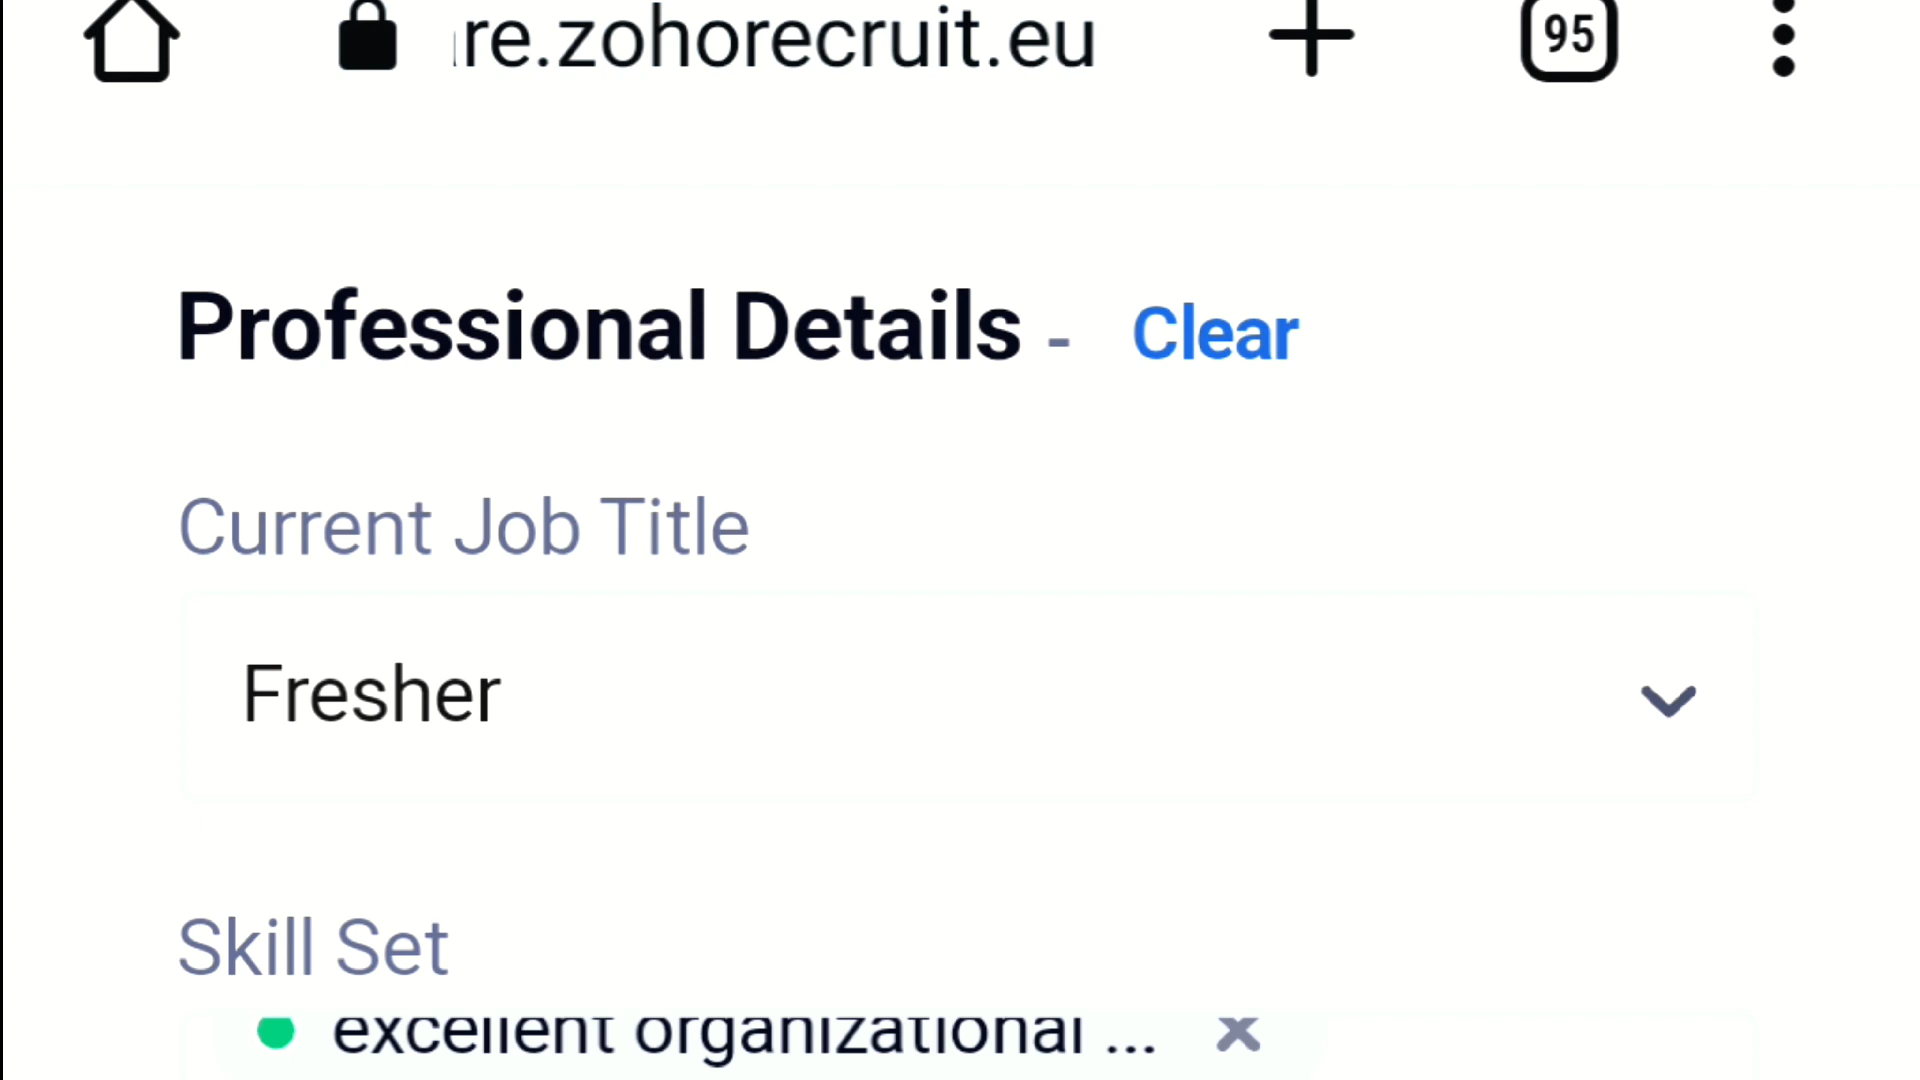 re.zohorecruit.eu
95
Professional Details - Clear
Current Job Title
Fresher
Skill Set
excellent organizational ...